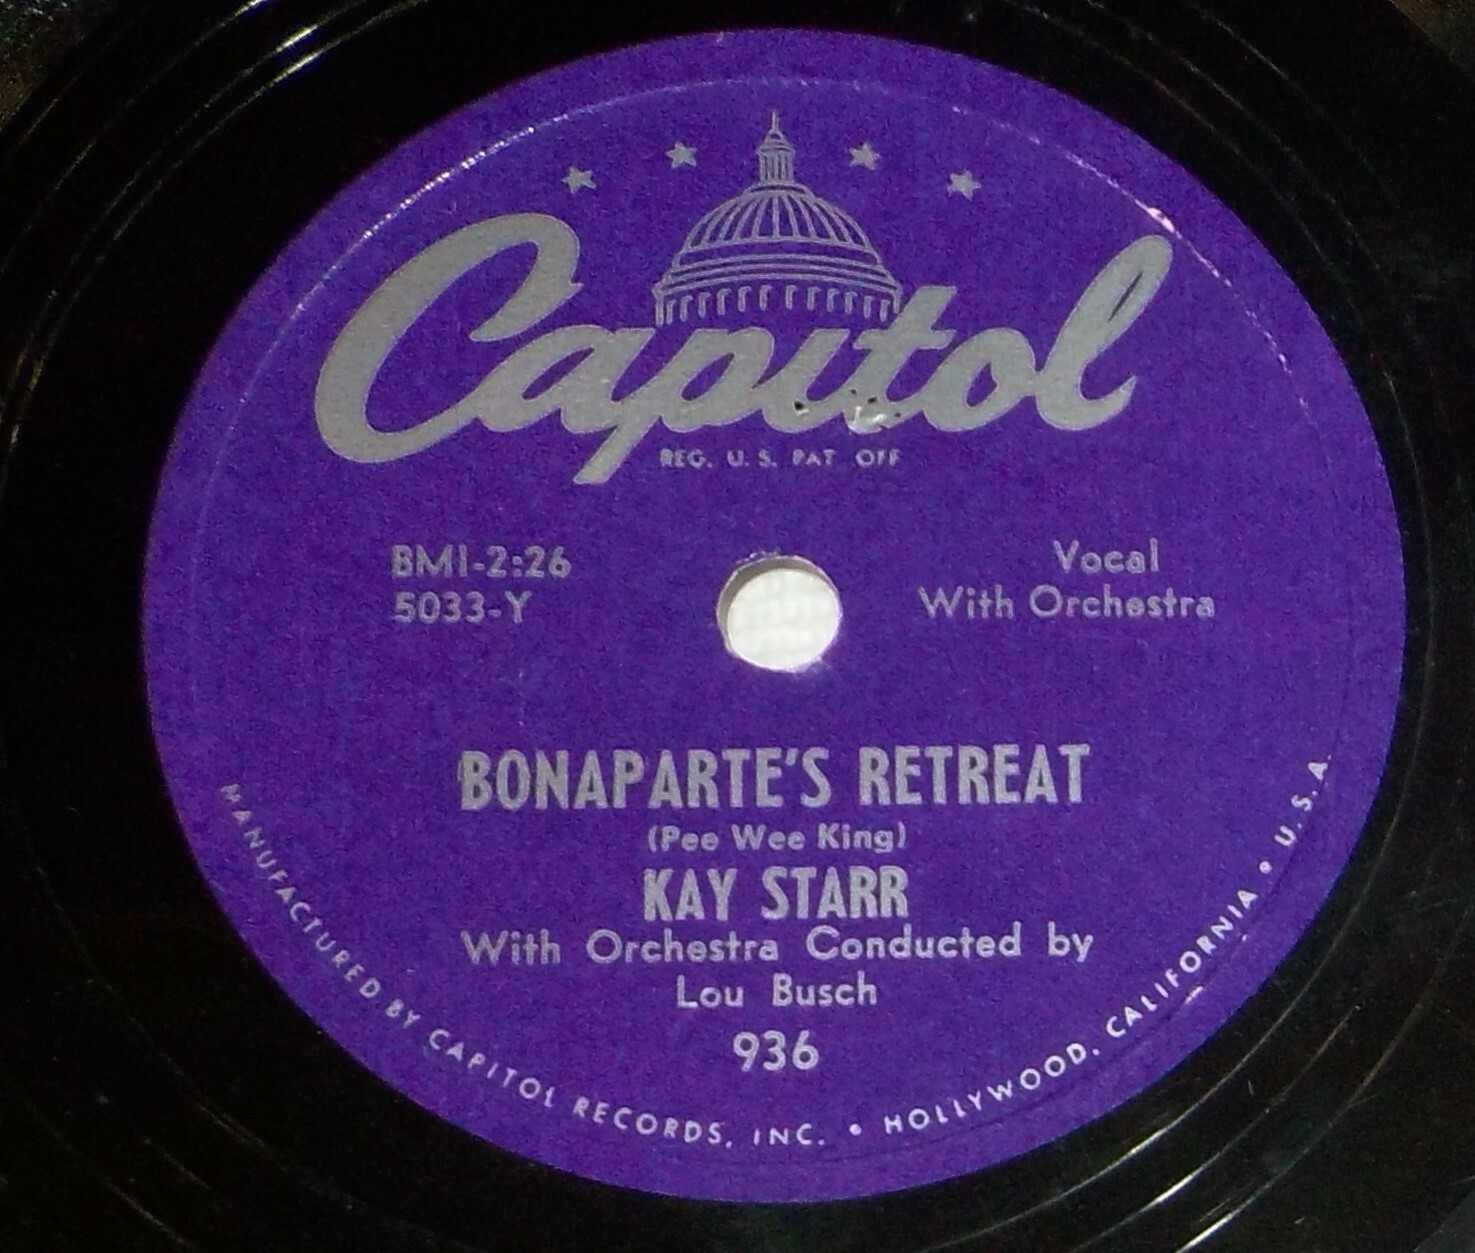 Capitol
REG. U. S. PAT OFF
BMI-2:26
5033-Y
Vocal
With Orchestra
BONAPARTE'S RETREAT
(Pee Wee King)
KAY STARR
With Orchestra Conducted by
Lou Busch
936
MANUFACTURED BY CAPITOL RECORDS, INC. • HOLLYWOOD, CALIFORNIA • U.S.A.